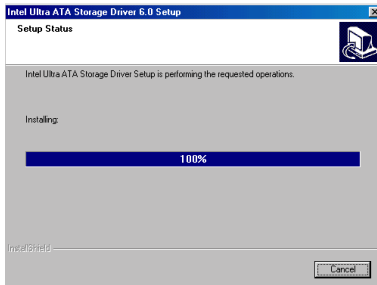 Intel Ultra ATA Storage Driver 6.0 Setup
Setup Status
Intel Ultra ATA Storage Driver Setup is performing the requested operations.
Installing:
100%
InstallShield
Cancel